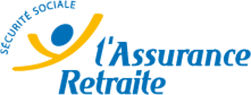 SÉCURITÉ SOCIALE
l'Assurance
Retraite